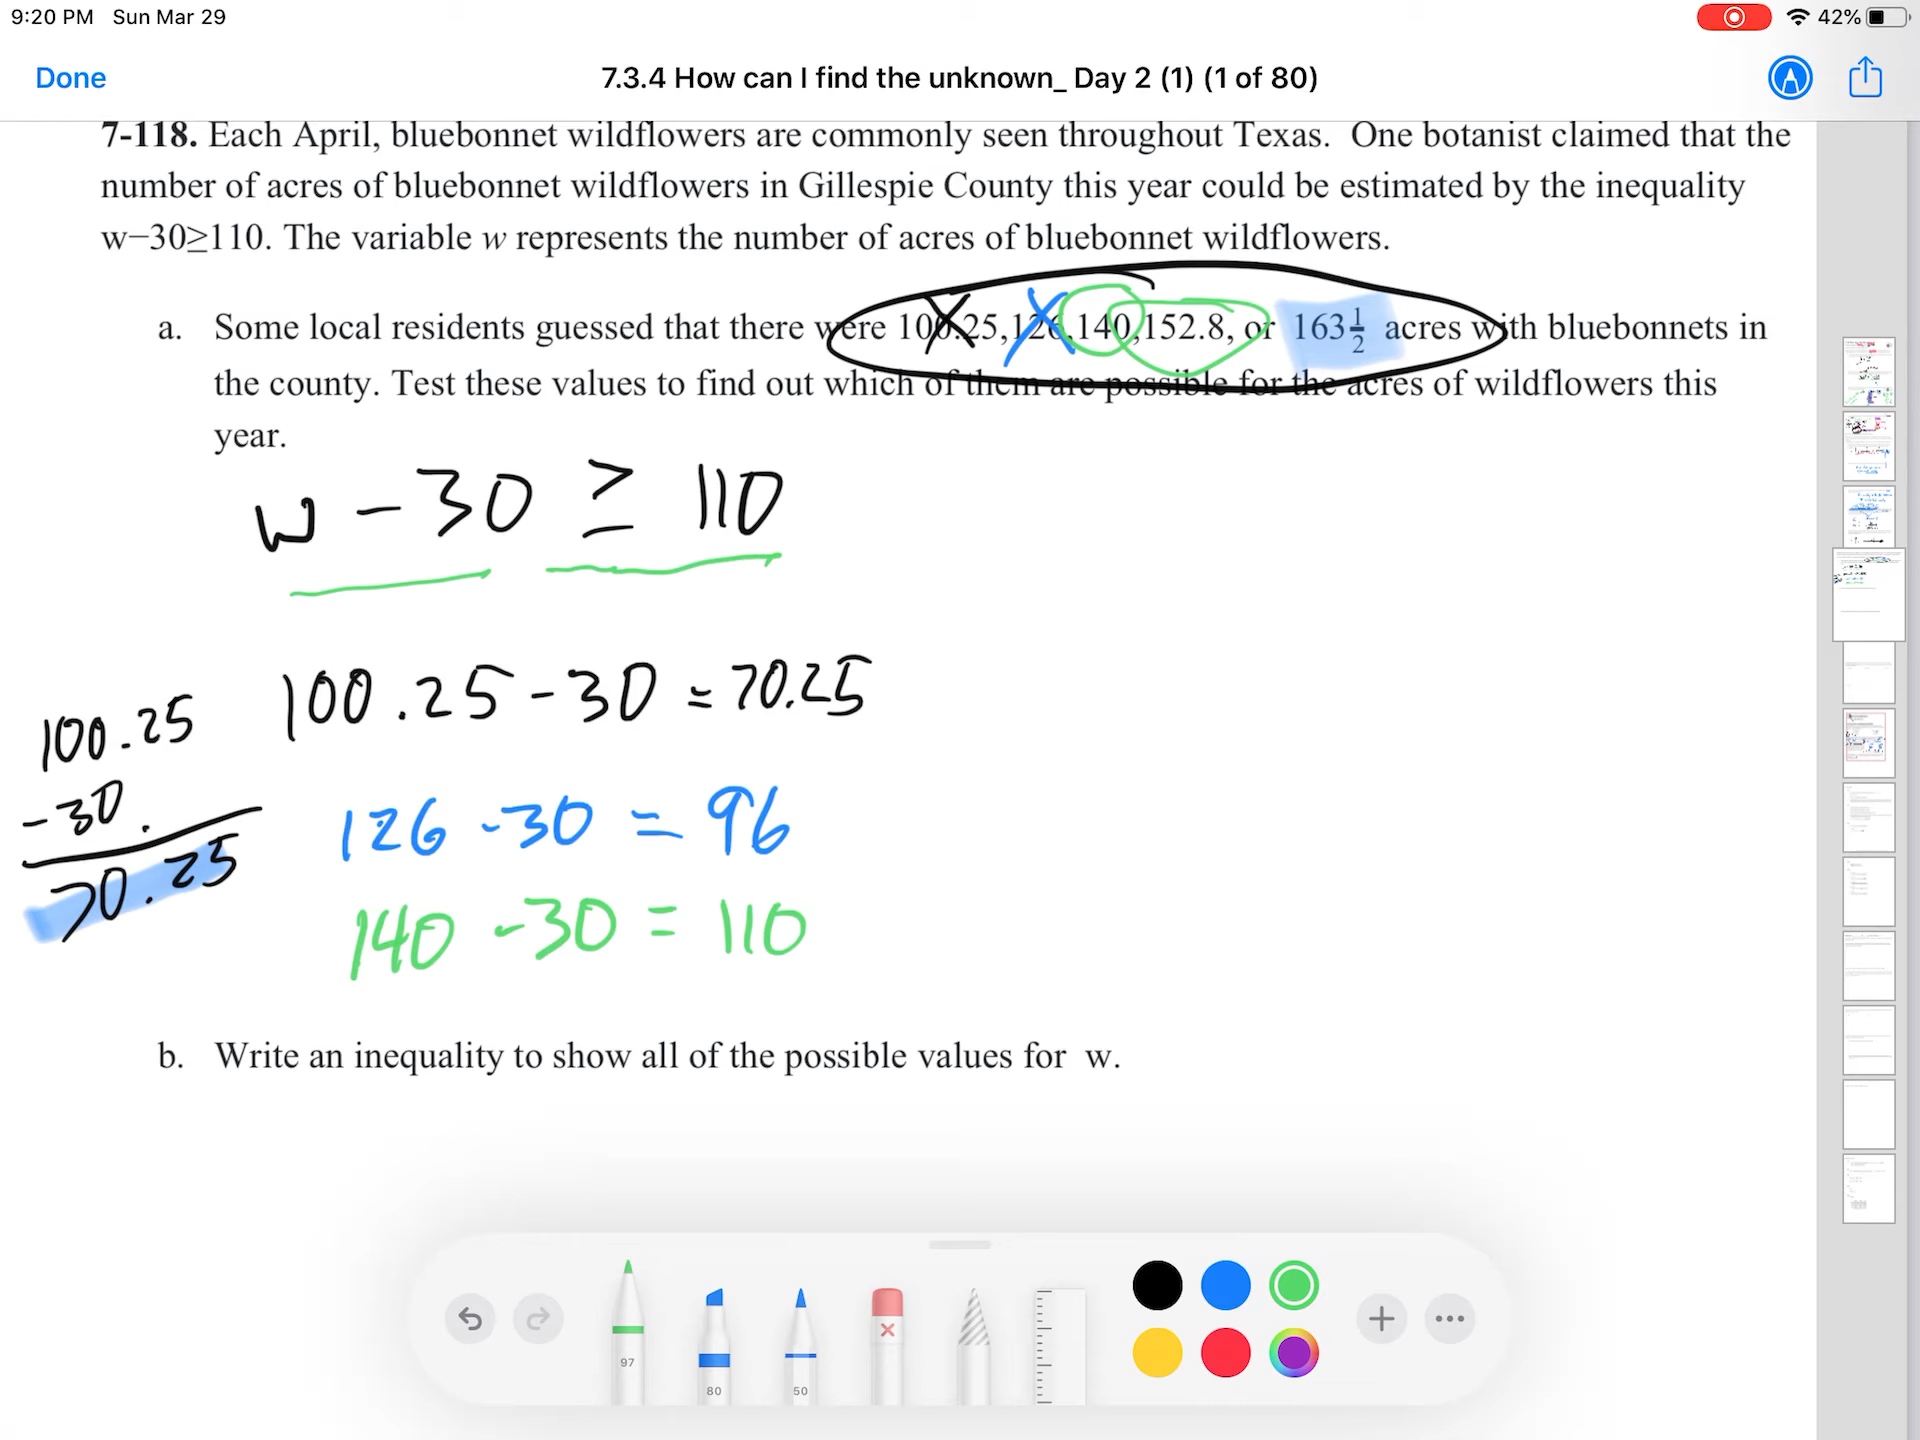 9:20 PM Sun Mar 29
42%
Done
7.3.4 How can I find the unknown_ Day 2 (1) (1 of 80)
7-118. Each April, bluebonnet wildflowers are commonly seen throughout Texas. One botanist claimed that the
number of acres of bluebonnet wildflowers in Gillespie County this year could be estimated by the inequality
w−30≥110. The variable w represents the number of acres of bluebonnet wildflowers.
a. Some local residents guessed that there were 100.25,126,140,152.8, or 163½ acres with bluebonnets in
the county. Test these values to find out which of them are possible for the acres of wildflowers this
year.
w - 30 ≥ 110
100.25 - 30 = 70.25
100.25
-30.
70.25
126 - 30 = 96
140 - 30 = 110
b. Write an inequality to show all of the possible values for w.
97
80
50